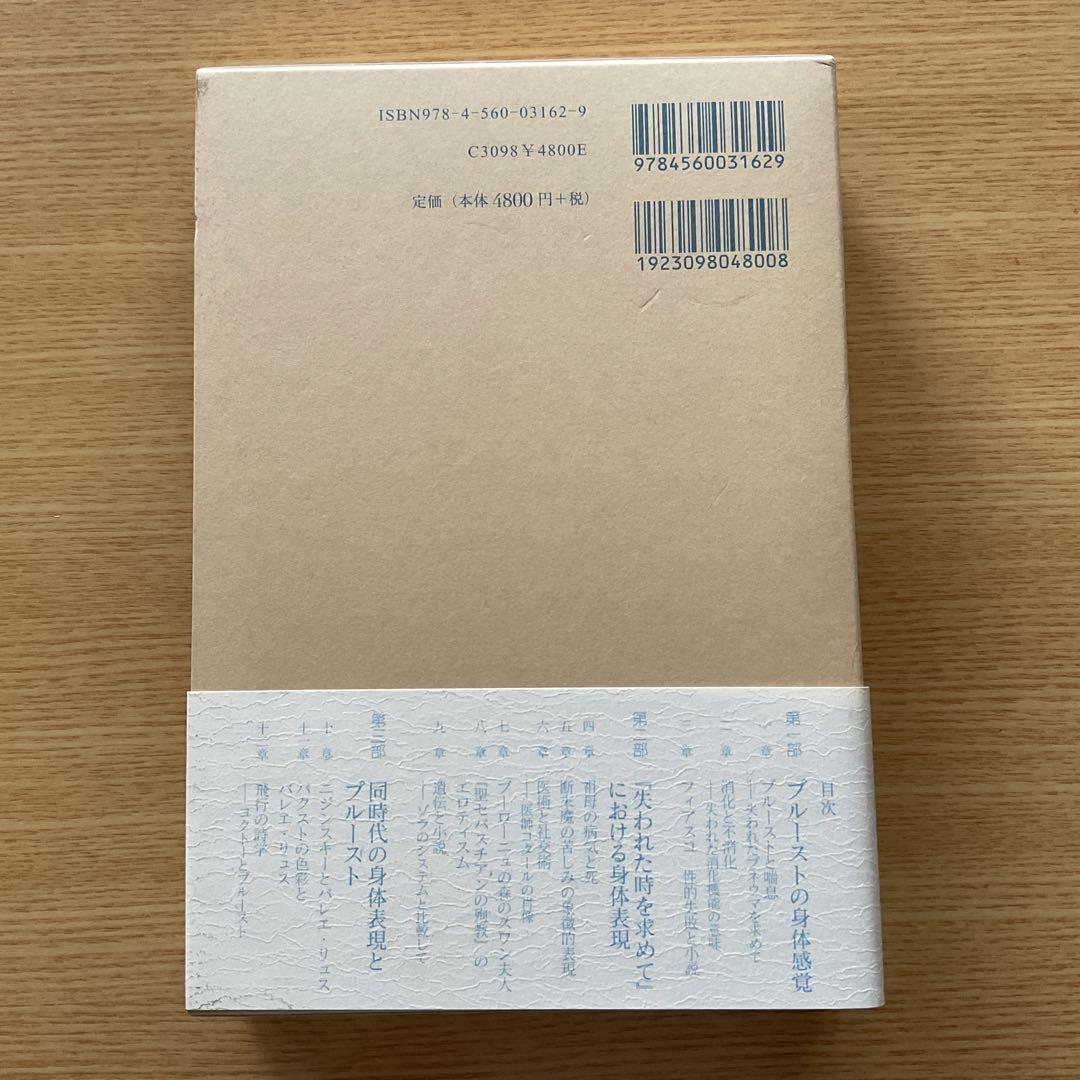 ISBN978-4-560-03162-9
C3098 ¥4800E
定価（本体4800円＋税）
9784560031629
1923098048008
目次
第一部 プルーストの身体感覚
一章 プルーストと喘息
―失われたプネウマを求めて
二章 消化と不消化
―失われた消化機能の意味
三章 フィアスコ―性的失敗と小説
第二部 『失われた時を求めて』
における身体表現
四章 祖母の病気と死
五章 断末魔の苦しみの象徴的表現
六章 医術と社交術
―医師コタールの肖像
七章 ブーローニュの森のスワン夫人
八章 『聖セバスチアンの殉教』の
エロティスム
九章 遺伝と小説
―ゾラのシステムと比較して
第三部 同時代の身体表現と
プルースト
十章 ニジンスキーとバレエ・リュス
十一章 バクストの色彩と
バレエ・リュス
十二章 飛行の詩学
―コクトーとプルースト